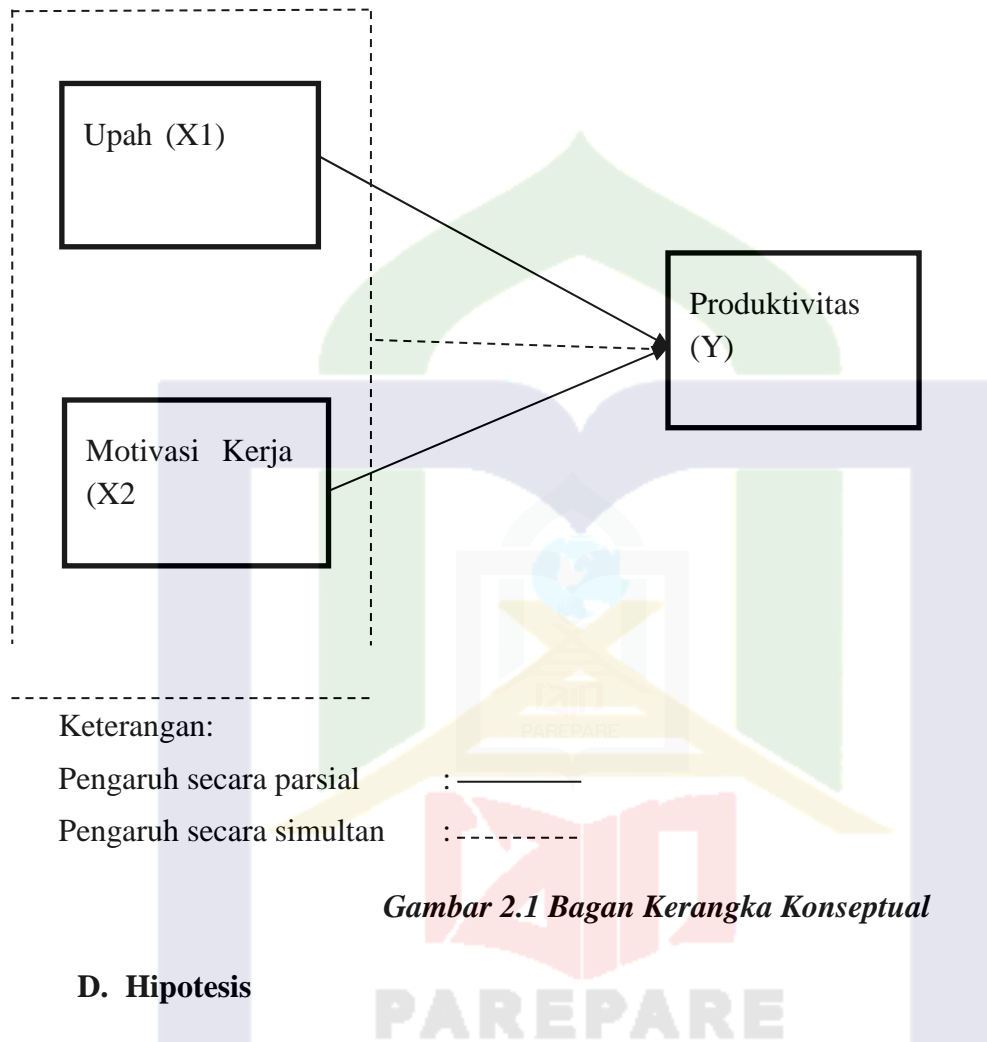 Upah (X1)
Produktivitas
(Y)
Motivasi Kerja
(X2
Keterangan:
Pengaruh secara parsial :
Pengaruh secara simultan :
Gambar 2.1 Bagan Kerangka Konseptual
D. Hipotesis
PAREPARE
PAREPARE